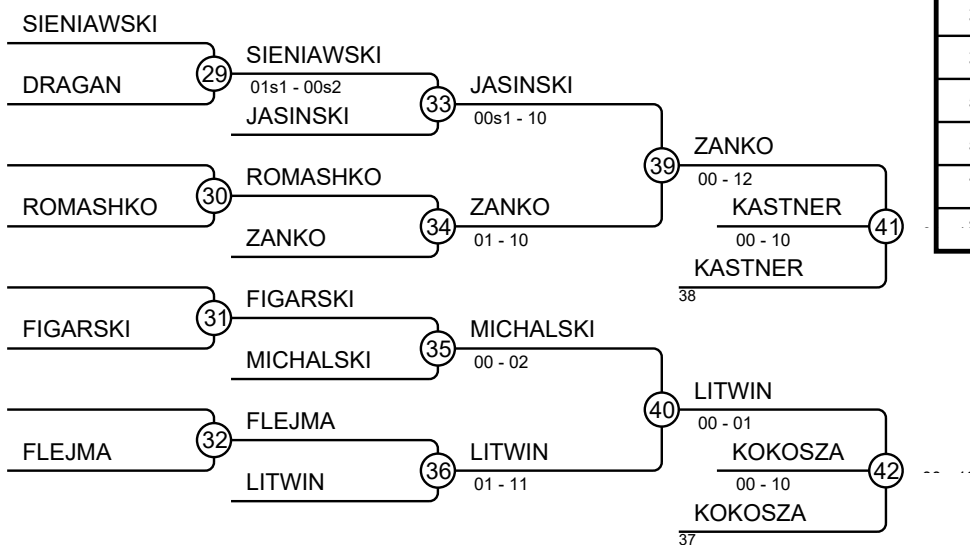 SIENIAWSKI
DRAGAN
29
SIENIAWSKI
01s1 - 00s2
JASINSKI
33
JASINSKI
00s1 - 10
ROMASHKO
30
ROMASHKO
ZANKO
34
ZANKO
01 - 10
39
ZANKO
00 - 12
KASTNER
00 - 10
41
KASTNER
38
FIGARSKI
31
FIGARSKI
MICHALSKI
35
MICHALSKI
00 - 02
FLEJMA
32
FLEJMA
LITWIN
36
LITWIN
01 - 11
40
LITWIN
00 - 01
KOKOSZA
00 - 10
42
KOKOSZA
37